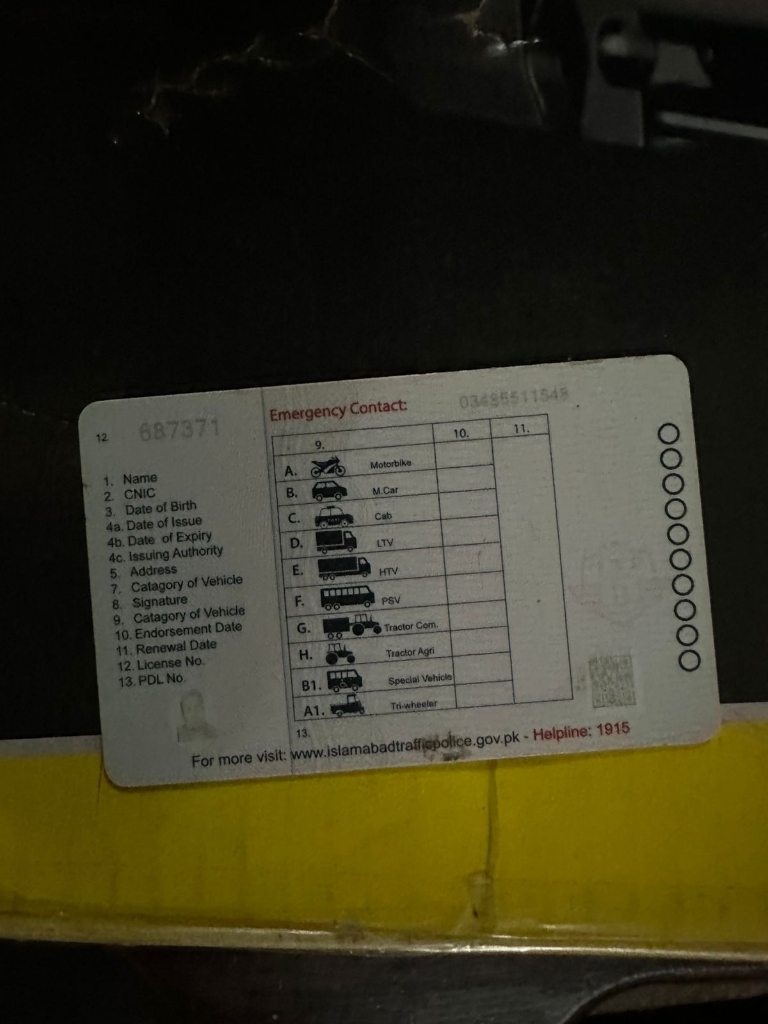 12 687371
1. Name
2. CNIC
3. Date of Birth
4a. Date of Issue
4b. Date of Expiry
4c. Issuing Authority
5. Address
7. Catagory of Vehicle
8. Signature
9. Catagory of Vehicle
10. Endorsement Date
11. Renewal Date
12. License No.
13. PDL No.
Emergency Contact: 03485511548
9. 10. 11.
A. Motorbike
B. M.Car
C. Cab
D. LTV
E. HTV
F. PSV
G. Tractor Com.
H. Tractor Agri
B1. Special Vehicle
A1. Tri-wheeler
13.
For more visit: www.islamabadtrafficpolice.gov.pk - Helpline: 1915